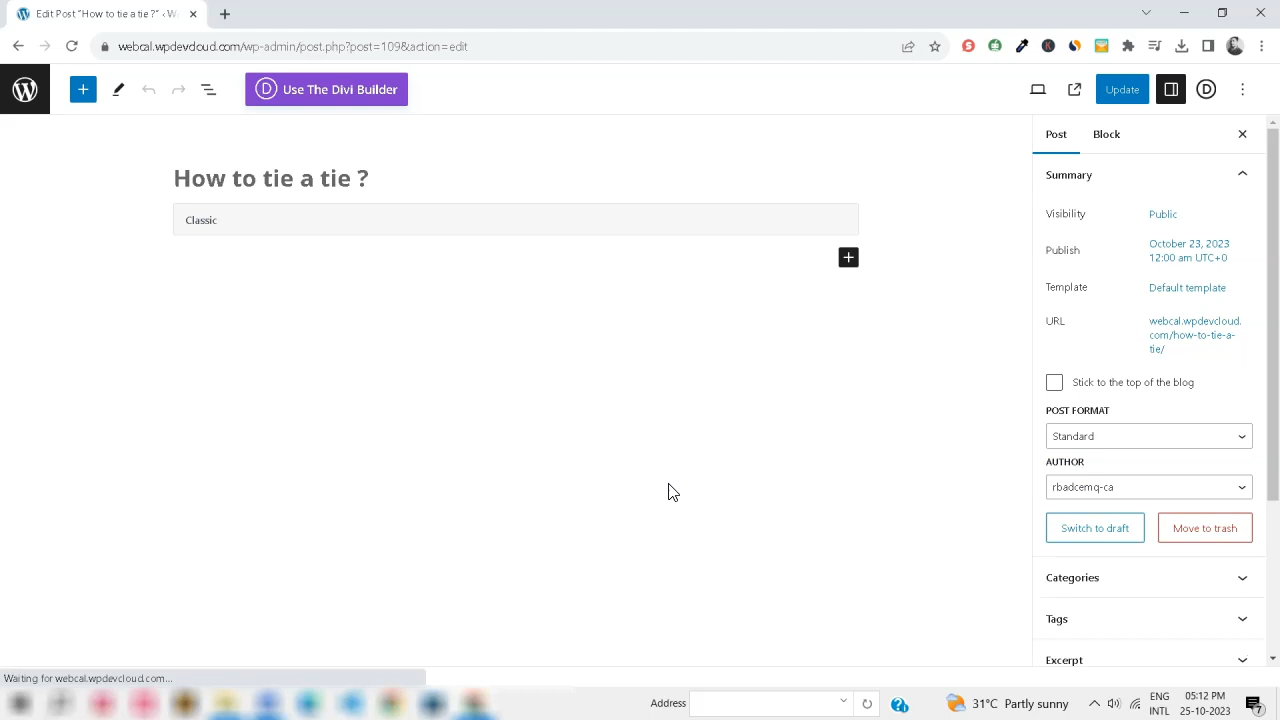 Edit Post "How to tie a tie ?" ‹ W
webcal.wpdevcloud.com/wp-admin/post.php?post=109&action=edit
D Use The Divi Builder
Update
D
How to tie a tie ?
Classic
Post
Block
Summary
Visibility
Public
Publish
October 23, 2023
12:00 am UTC+0
Template
Default template
URL
webcal.wpdevcloud.
com/how-to-tie-a-
tie/
Stick to the top of the blog
POST FORMAT
Standard
AUTHOR
rbadcemq-ca
Switch to draft
Move to trash
Categories
Tags
Excerpt
Waiting for webcal.wpdevcloud.com...
Address
31°C Partly sunny
ENG
INTL
05:12 PM
25-10-2023
7